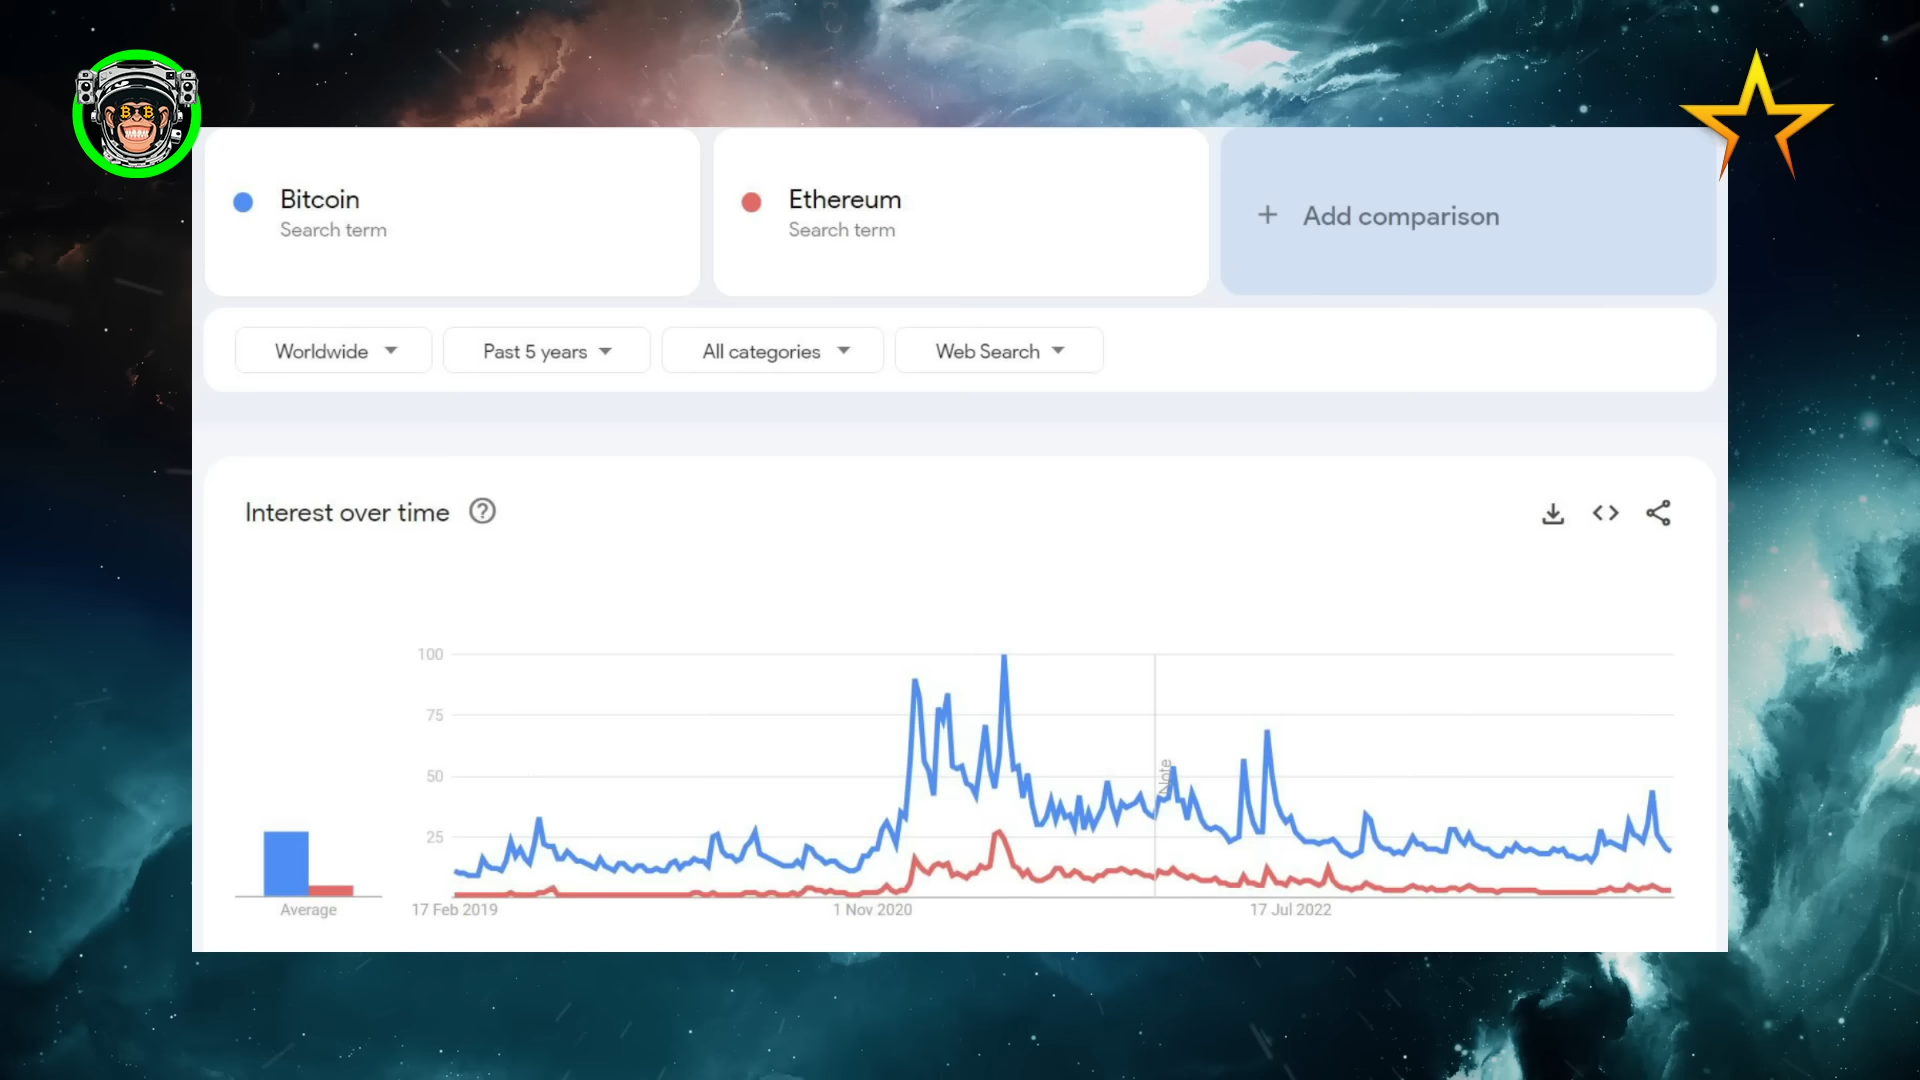 Bitcoin
Search term
Ethereum
Search term
+ Add comparison
Worldwide
Past 5 years
All categories
Web Search
Interest over time
100
75
50
25
Note
Average
17 Feb 2019
1 Nov 2020
17 Jul 2022